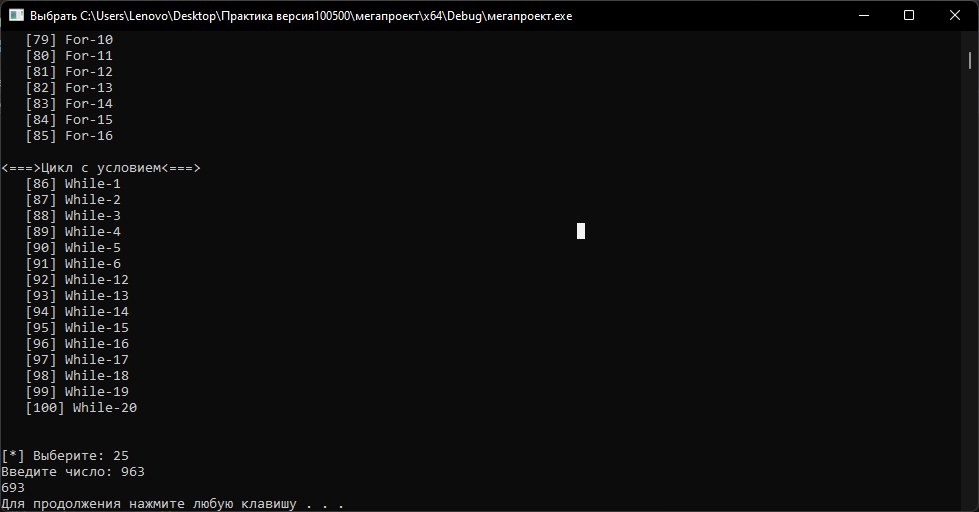 Выбрать C:\Users\Lenovo\Desktop\Практика версия100500\мегапроект\x64\Debug\мегапроект.exe
[79] For-10
[80] For-11
[81] For-12
[82] For-13
[83] For-14
[84] For-15
[85] For-16
<===>Цикл с условием<===>
[86] While-1
[87] While-2
[88] While-3
[89] While-4
[90] While-5
[91] While-6
[92] While-12
[93] While-13
[94] While-14
[95] While-15
[96] While-16
[97] While-17
[98] While-18
[99] While-19
[100] While-20
[*] Выберите: 25
Введите число: 963
693
Для продолжения нажмите любую клавишу . . .